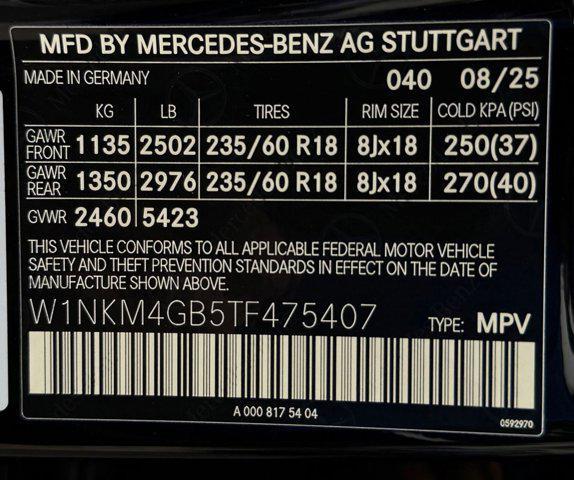 MFD BY MERCEDES-BENZ AG STUTTGART
MADE IN GERMANY 040 08/25
KG LB TIRES RIM SIZE COLD KPA(PSI)
GAWR FRONT 1135 2502 235/60 R18 8Jx18 250(37)
GAWR REAR 1350 2976 235/60 R18 8Jx18 270(40)
GVWR 2460 5423
THIS VEHICLE CONFORMS TO ALL APPLICABLE FEDERAL MOTOR VEHICLE
SAFETY AND THEFT PREVENTION STANDARDS IN EFFECT ON THE DATE OF
MANUFACTURE SHOWN ABOVE.
W1NKM4GB5TF475407 TYPE: MPV
A 000 817 54 04
0592970